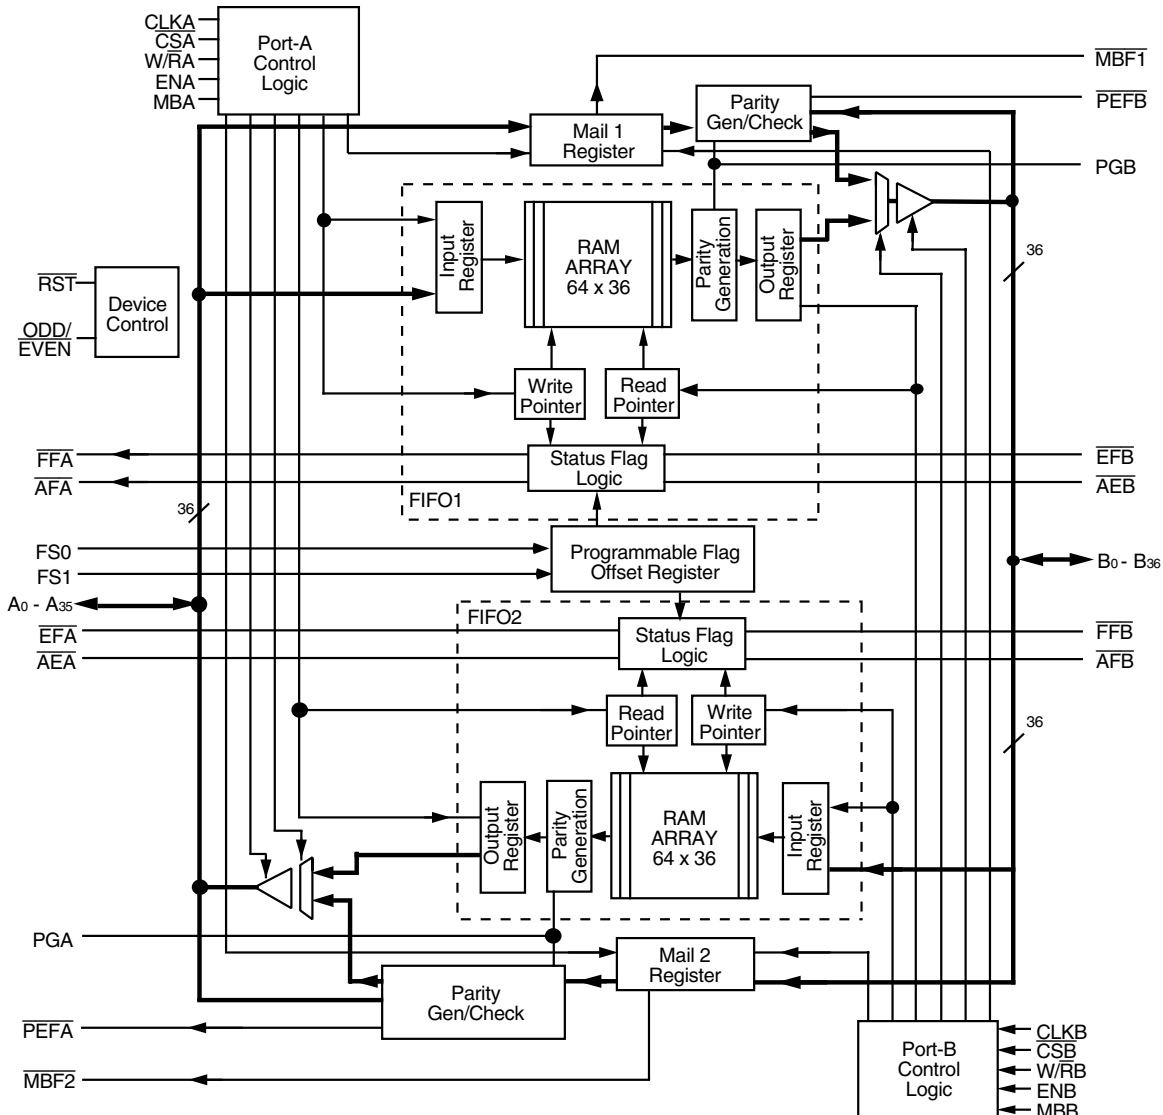 CLKA
CSA
W/RA
ENA
MBA
Port-A
Control
Logic
MBF1
Mail 1
Register
Parity
Gen/Check
PEFB
PGB
Input
Register
RAM
ARRAY
64 x 36
Parity
Generation
Output
Register
36
RST
ODD/
EVEN
Device
Control
Write
Pointer
Read
Pointer
FFA
AFA
Status Flag
Logic
EFB
AEB
FIFO1
36
FS0
FS1
Programmable Flag
Offset Register
A0 - A35
B0 - B36
FIFO2
EFA
AEA
Status Flag
Logic
FFB
AFB
Read
Pointer
Write
Pointer
36
Output
Register
Parity
Generation
RAM
ARRAY
64 x 36
Input
Register
PGA
Mail 2
Register
Parity
Gen/Check
PEFA
MBF2
Port-B
Control
Logic
CLKB
CSB
W/RB
ENB
MBB